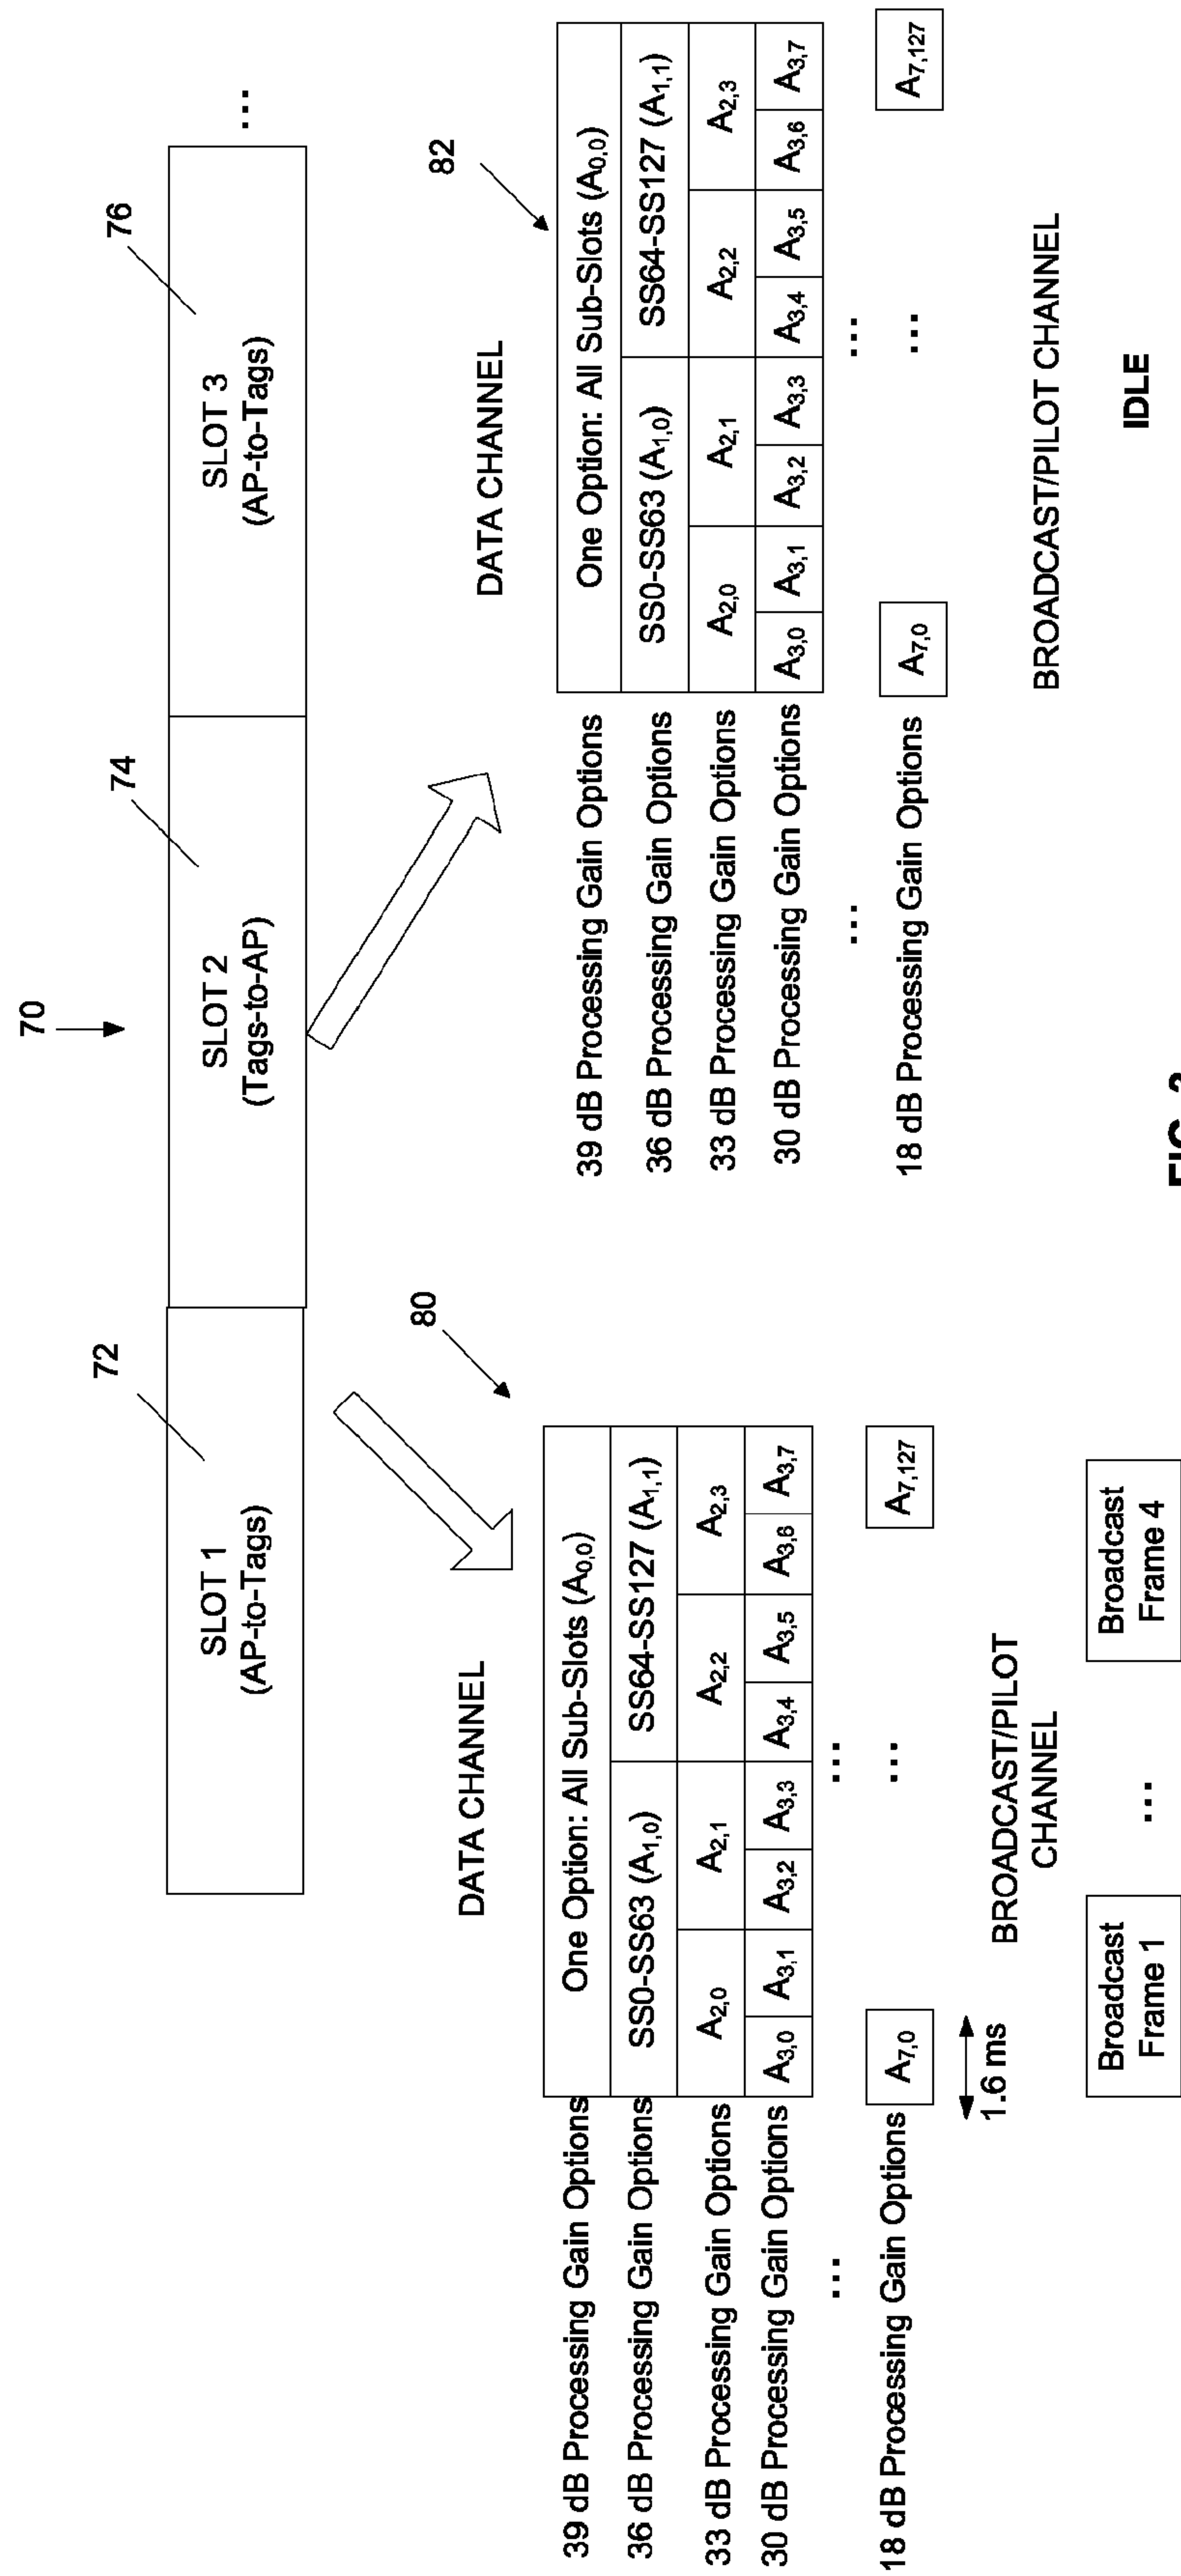 70
72
74
76
SLOT 1
(AP-to-Tags)
SLOT 2
(Tags-to-AP)
SLOT 3
(AP-to-Tags)
...
80
DATA CHANNEL
39 dB Processing Gain Options
One Option: All Sub-Slots (A0,0)
36 dB Processing Gain Options
SS0-SS63 (A1,0)
SS64-SS127 (A1,1)
33 dB Processing Gain Options
A2,0
A2,1
A2,2
A2,3
30 dB Processing Gain Options
A3,0
A3,1
A3,2
A3,3
A3,4
A3,5
A3,6
A3,7
...
...
18 dB Processing Gain Options
A7,0
...
A7,127
1.6 ms
BROADCAST/PILOT
CHANNEL
Broadcast
Frame 1
...
Broadcast
Frame 4
82
DATA CHANNEL
39 dB Processing Gain Options
One Option: All Sub-Slots (A0,0)
36 dB Processing Gain Options
SS0-SS63 (A1,0)
SS64-SS127 (A1,1)
33 dB Processing Gain Options
A2,0
A2,1
A2,2
A2,3
30 dB Processing Gain Options
A3,0
A3,1
A3,2
A3,3
A3,4
A3,5
A3,6
A3,7
...
...
18 dB Processing Gain Options
A7,0
...
A7,127
BROADCAST/PILOT CHANNEL
IDLE